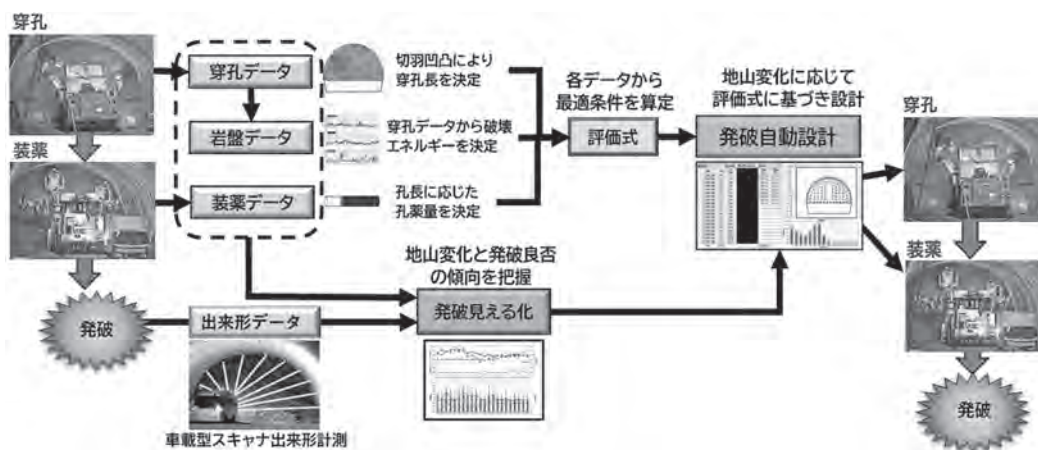 穿孔
装薬
発破
穿孔データ
岩盤データ
装薬データ
切羽凹凸により
穿孔長を決定
穿孔データから破壊
エネルギーを決定
孔長に応じた
孔薬量を決定
出来形データ
車載型スキャナ出来形計測
地山変化と発破良否
の傾向を把握
発破見える化
各データから
最適条件を算定
評価式
地山変化に応じて
評価式に基づき設計
発破自動設計
穿孔
装薬
発破